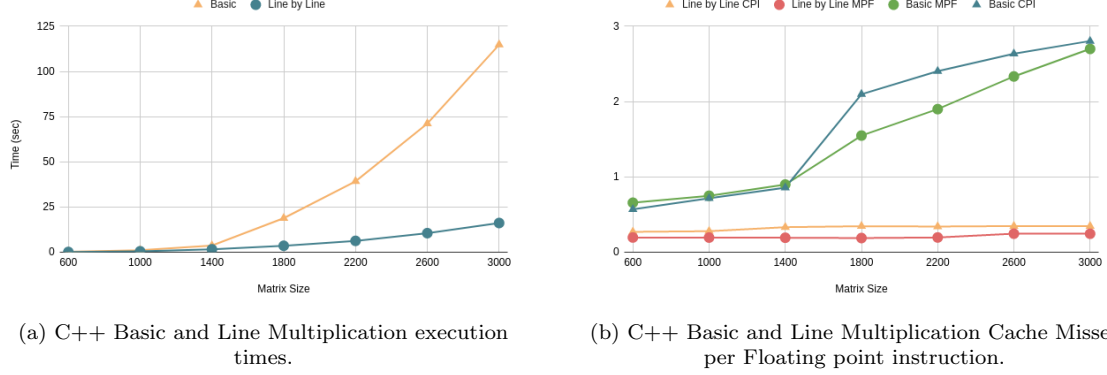 Basic Line by Line
125
100
75
50
25
0
Time (sec)
600 1000 1400 1800 2200 2600 3000
Matrix Size
(a) C++ Basic and Line Multiplication execution
times.
Line by Line CPI Line by Line MPF Basic MPF Basic CPI
3
2
1
0
600 1000 1400 1800 2200 2600 3000
Matrix Size
(b) C++ Basic and Line Multiplication Cache Misse
per Floating point instruction.